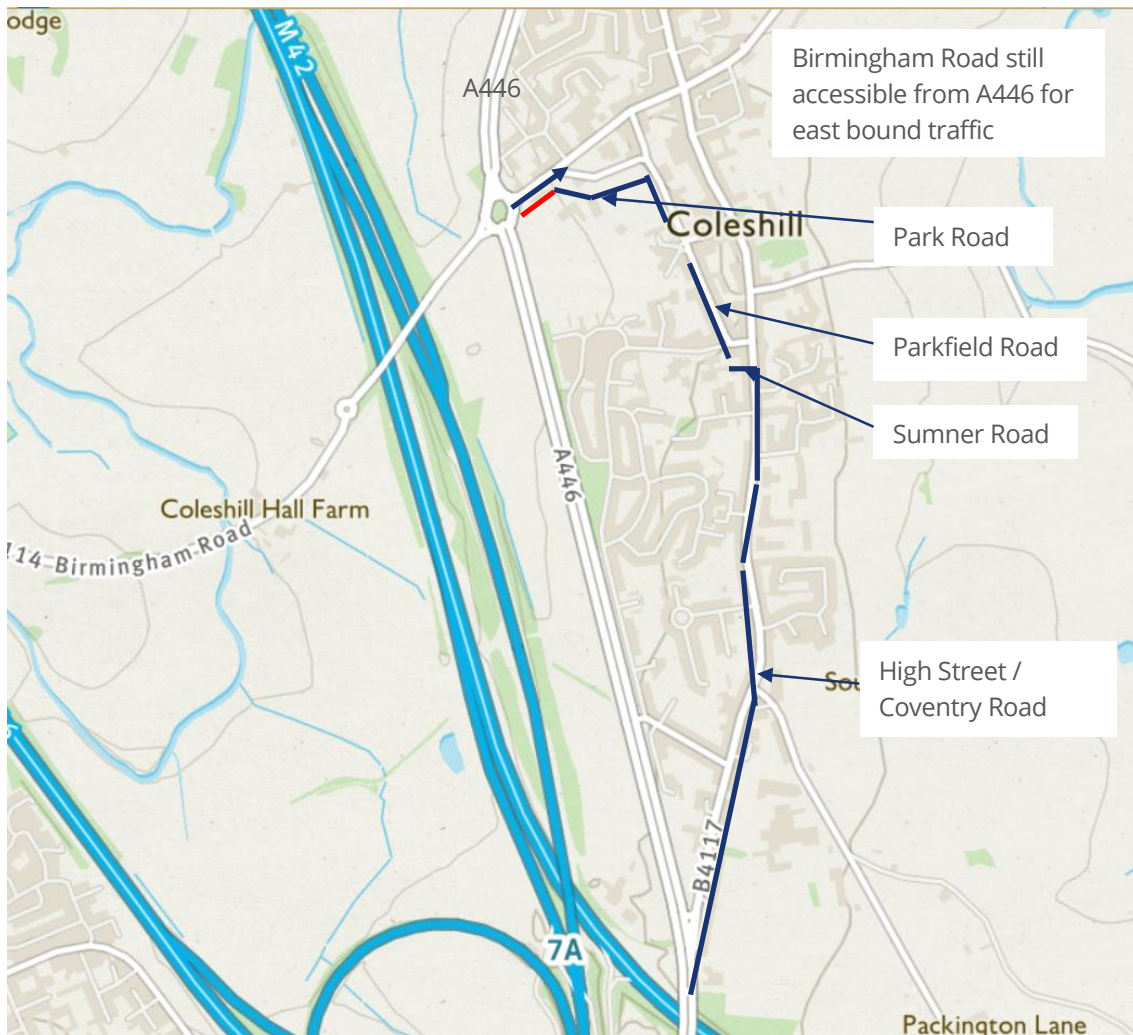 odge
M42
A446
Birmingham Road still
accessible from A446 for
east bound traffic
Coleshill
Park Road
Parkfield Road
Sumner Road
A446
Coleshill Hall Farm
114 Birmingham Road
High Street /
Coventry Road
Sou
B4117
7A
Packington Lane